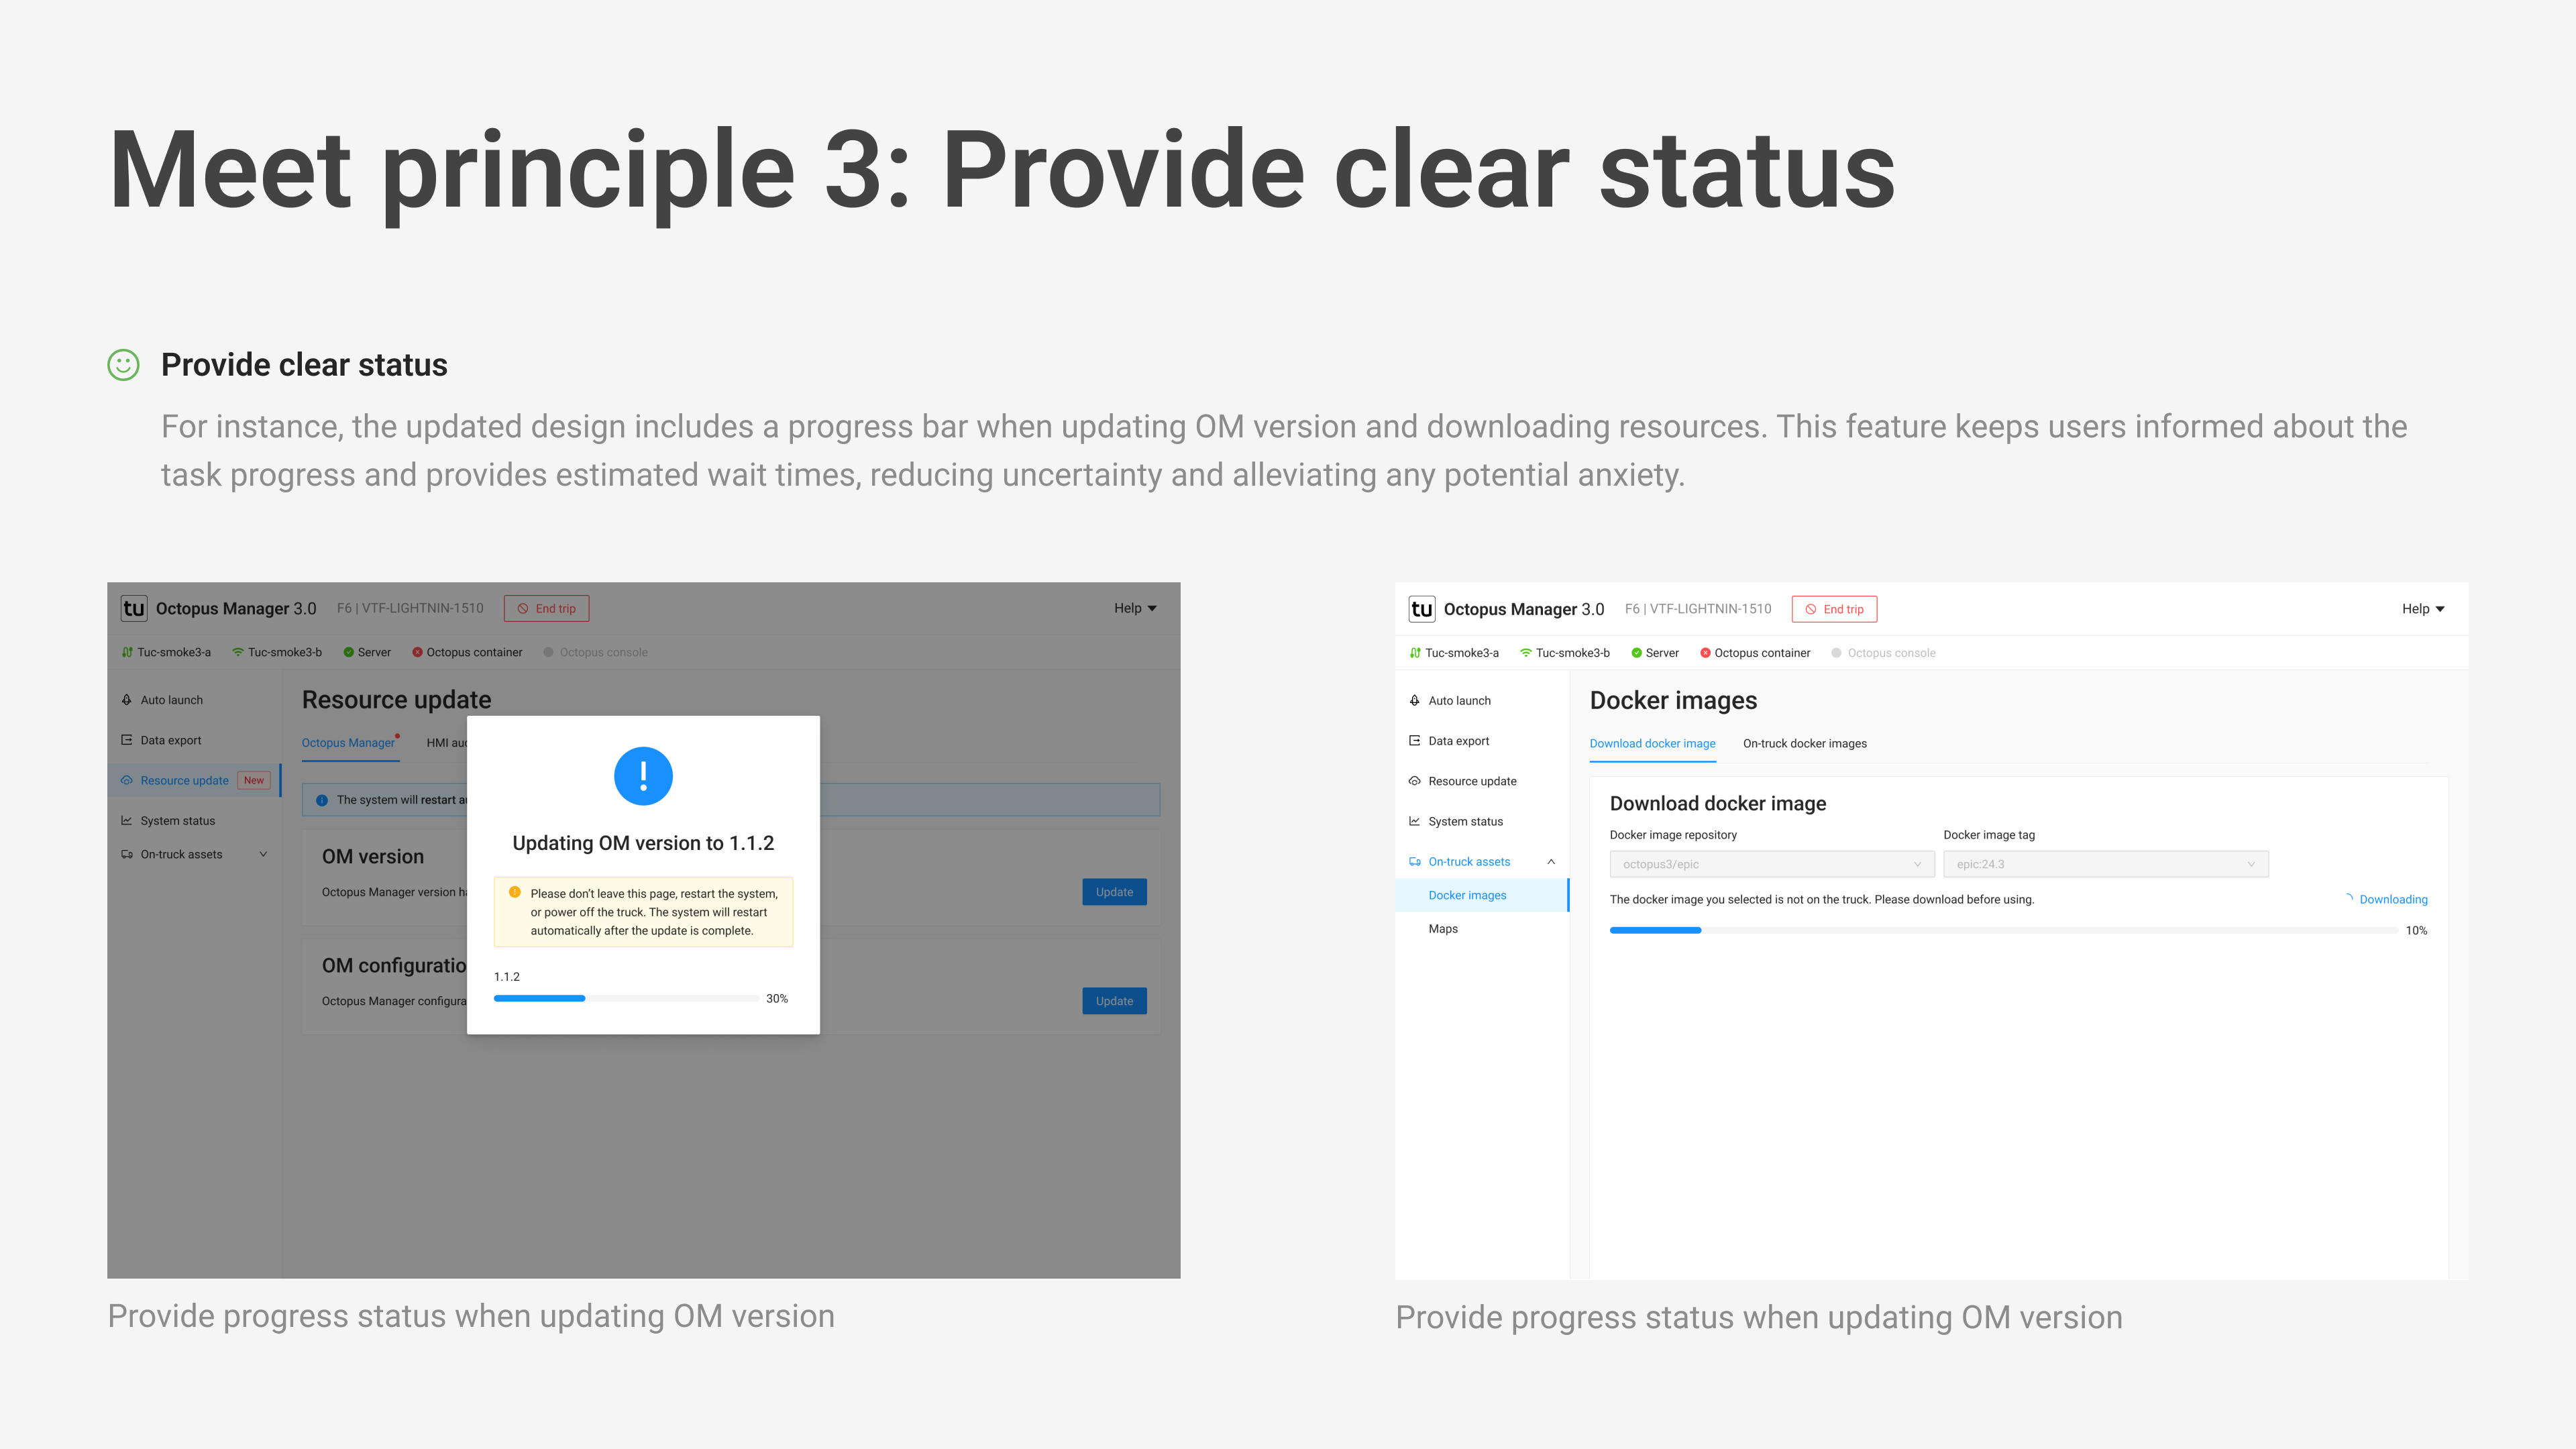 Meet principle 3: Provide clear status
Provide clear status
For instance, the updated design includes a progress bar when updating OM version and downloading resources. This feature keeps users informed about the
task progress and provides estimated wait times, reducing uncertainty and alleviating any potential anxiety.
tu Octopus Manager 3.0 F6 | VTF-LIGHTNIN-1510 End trip Help
Tuc-smoke3-a Tuc-smoke3-b Server Octopus container Octopus console
Auto launch
Data export
Resource update New
System status
On-truck assets
Resource update
Octopus Manager HMI
The system will restart
OM version
Octopus Manager version
Update
OM
Octopus Manager
Update
Updating OM version to 1.1.2
Please don't leave this page, restart the system,
or power off the truck. The system will restart
automatically after the update is complete.
1.1.2
30%
Provide progress status when updating OM version
tu Octopus Manager 3.0 F6 | VTF-LIGHTNIN-1510 End trip Help
Tuc-smoke3-a Tuc-smoke3-b Server Octopus container Octopus console
Auto launch
Data export
Resource update
System status
On-truck assets
Docker images
Maps
Docker images
Download docker image On-truck docker images
Download docker image
Docker image repository Docker image tag
octopus3/epic epic:24.3
The docker image you selected is not on the truck. Please download before using. Downloading
10%
Provide progress status when updating OM version